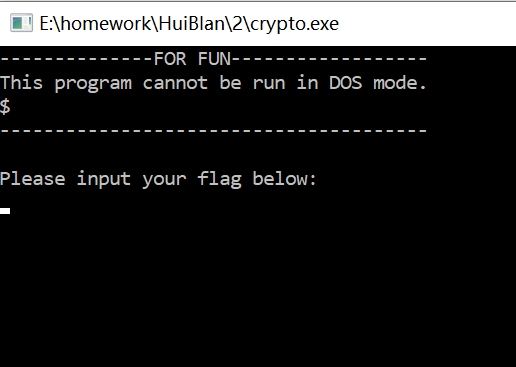 E:\homework\HuiBlan\2\crypto.exe
--------------FOR FUN------------------
This program cannot be run in DOS mode.
$
---------------------------------------
Please input your flag below: